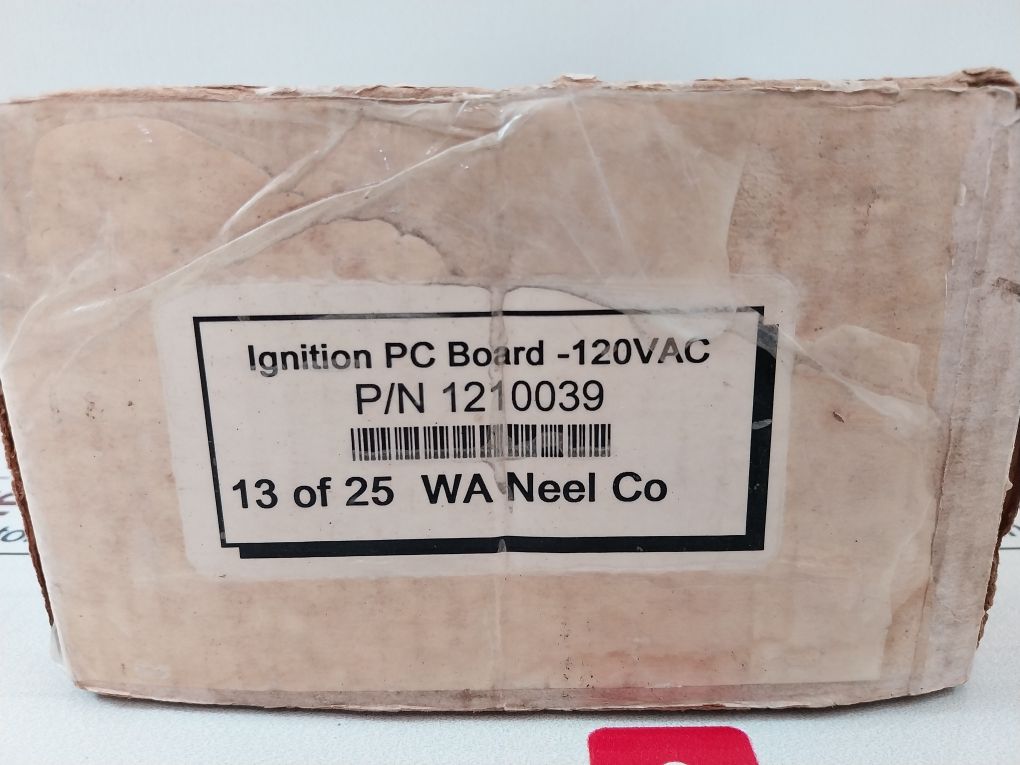 Ignition PC Board -120VAC
P/N 1210039
13 of 25 WA Neel Co